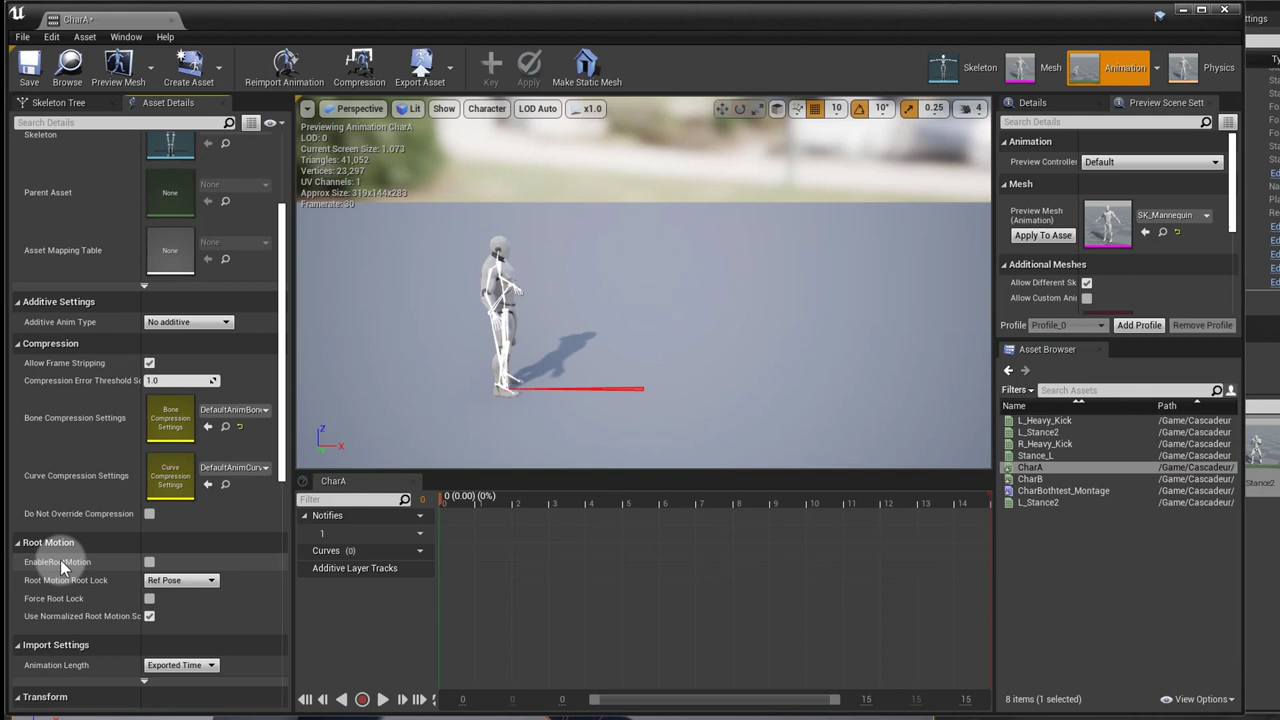 CharA*
File Edit Asset Window Help
Save Browse Preview Mesh Create Asset Reimport Animation Compression Export Asset Key Apply Make Static Mesh Skeleton Mesh Animation Physics
Skeleton Tree Asset Details
Search Details
Skeleton
Parent Asset None None
Asset Mapping Table None None
Additive Settings
Additive Anim Type No additive
Compression
Allow Frame Stripping
Compression Error Threshold Sc 1.0
Bone Compression Settings Bone Compression Settings DefaultAnimBone
Curve Compression Settings Curve Compression Settings DefaultAnimCurv
Do Not Override Compression
Root Motion
EnableRootMotion
Root Motion Root Lock Ref Pose
Force Root Lock
Use Normalized Root Motion Sc
Import Settings
Animation Length Exported Time
Transform
Perspective Lit Show Character LOD Auto x1.0 10 10° 0.25 4
Previewing Animation CharA
LOD: 0
Current Screen Size: 1.073
Triangles: 41,052
Vertices: 23,297
UV Channels: 1
Approx Size: 319x144x283
Framerate: 30
Z
X
CharA
Filter 0 0 (0.00) (0%)
1 2 3 4 5 6 7 8 9 10 11 12 13 14
Notifies
1
Curves (0)
Additive Layer Tracks
0 0 0 15 15 15
Details Preview Scene Sett
Search Details
Animation
Preview Controller Default
Mesh
Preview Mesh
(Animation)
SK_Mannequin
Apply To Asse
Additional Meshes
Allow Different Sk
Allow Custom Ani
Profile Profile_0 Add Profile Remove Profile
Asset Browser
Filters Search Assets
Name Path
L_Heavy_Kick /Game/Cascadeur
L_Stance2 /Game/Cascadeur
R_Heavy_Kick /Game/Cascadeur
Stance_L /Game/Cascadeur
CharA /Game/Cascadeur/
CharB /Game/Cascadeur/
CharBothtest_Montage /Game/Cascadeur/
L_Stance2 /Game/Cascadeur/
8 items (1 selected) View Options
ettings
Stance2